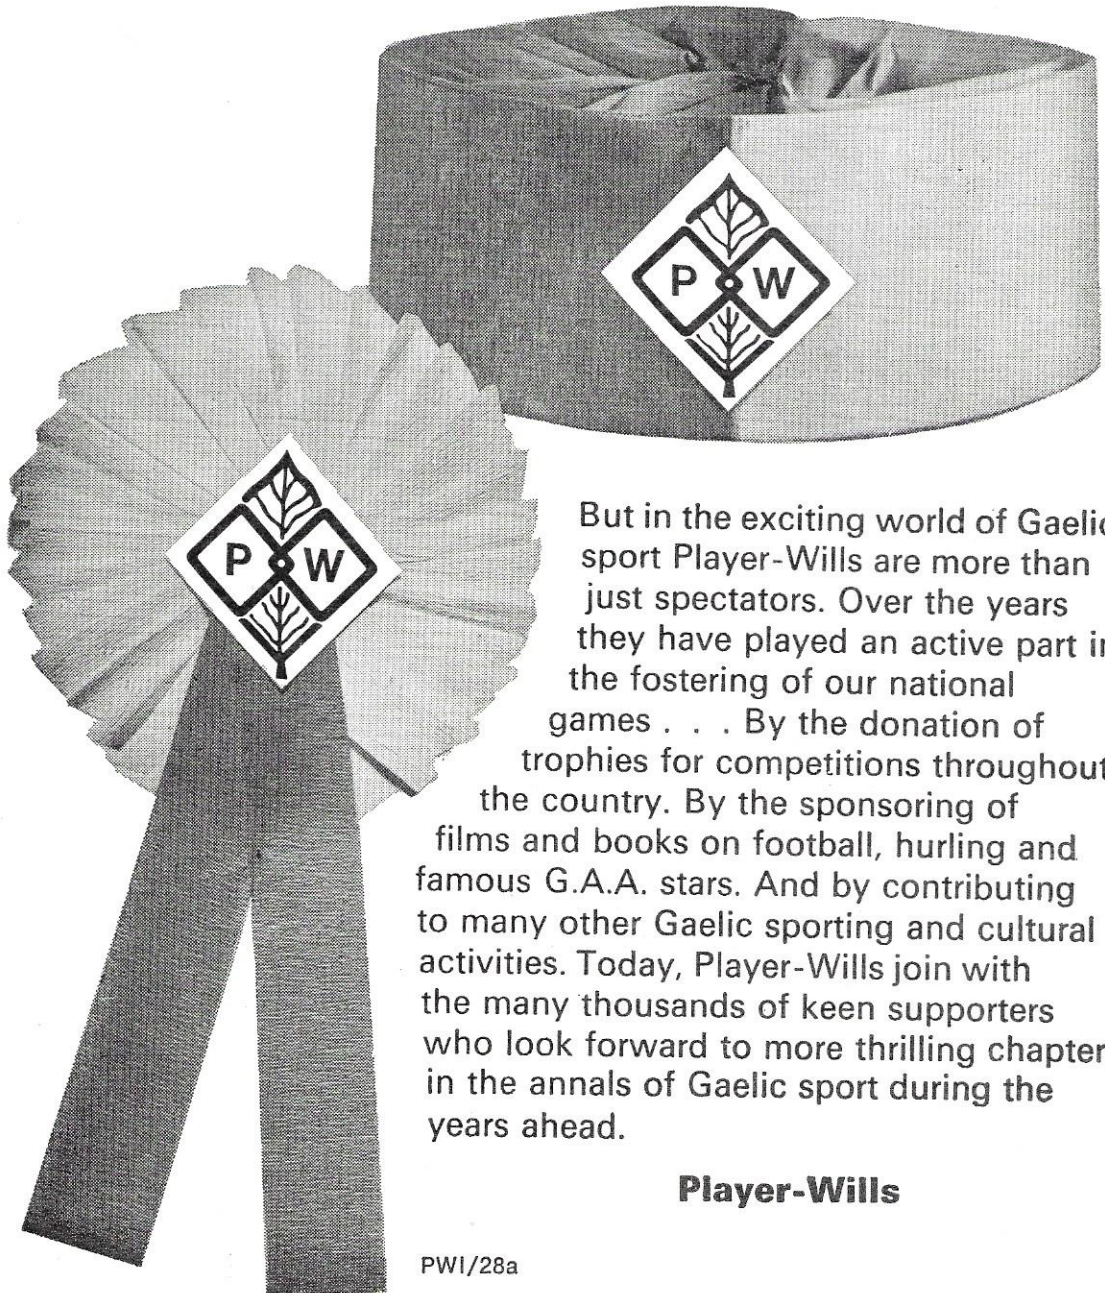 P W
P W
But in the exciting world of Gaelic
sport Player-Wills are more than
just spectators. Over the years
they have played an active part in
the fostering of our national
games . . . By the donation of
trophies for competitions throughout
the country. By the sponsoring of
films and books on football, hurling and
famous G.A.A. stars. And by contributing
to many other Gaelic sporting and cultural
activities. Today, Player-Wills join with
the many thousands of keen supporters
who look forward to more thrilling chapter
in the annals of Gaelic sport during the
years ahead.
Player-Wills
PWI/28a